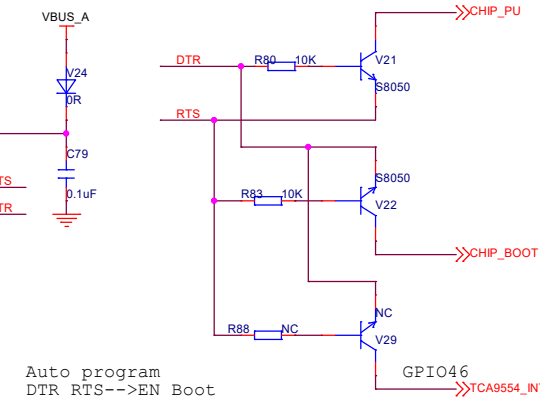 VBUS_A
CHIP_PU
V24
0R
DTR
R80 10K
V21
S8050
RTS
C79
0.1uF
TS
TR
S8050
R83 10K
V22
CHIP_BOOT
NC
R88 NC
V29
Auto program
DTR RTS-->EN Boot
GPIO46
TCA9554_IN